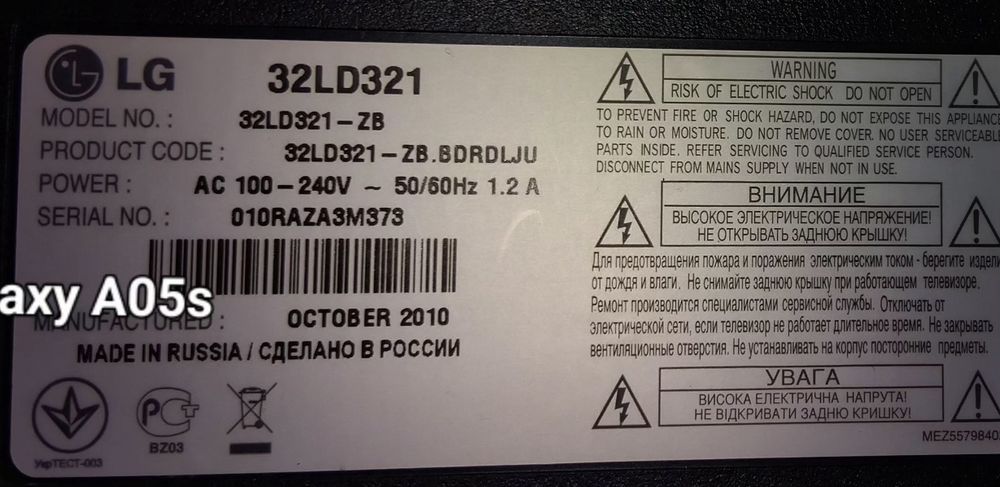 LG 32LD321
MODEL NO. : 32LD321-ZB
PRODUCT CODE : 32LD321-ZB.BDRDLJU
POWER : AC 100-240V ~ 50/60Hz 1.2 A
SERIAL NO. : 010RAZA3M373
axy A05s
MANUFACTURED : OCTOBER 2010
MADE IN RUSSIA / СДЕЛАНО В РОССИИ
УкрТЕСТ-003
РСТ
BZ03
WARNING
RISK OF ELECTRIC SHOCK DO NOT OPEN
TO PREVENT FIRE OR SHOCK HAZARD, DO NOT EXPOSE THIS APPLIANCE
TO RAIN OR MOISTURE. DO NOT REMOVE COVER. NO USER SERVICEABLE
PARTS INSIDE. REFER SERVICING TO QUALIFIED SERVICE PERSON.
DISCONNECT FROM MAINS SUPPLY WHEN NOT IN USE.
ВНИМАНИЕ
ВЫСОКОЕ ЭЛЕКТРИЧЕСКОЕ НАПРЯЖЕНИЕ!
НЕ ОТКРЫВАТЬ ЗАДНЮЮ КРЫШКУ!
Для предотвращения пожара и поражения электрическим током - берегите издели
от дождя и влаги. Не снимайте заднюю крышку при работающем телевизоре.
Ремонт производится специалистами сервисной службы. Отключать от
электрической сети, если телевизор не работает длительное время. Не закрывать
вентиляционные отверстия. Не устанавливать на корпус посторонние предметы.
УВАГА
ВИСОКА ЕЛЕКТРИЧНА НАПРУГА!
НЕ ВІДКРИВАТИ ЗАДНЮ КРИШКУ!
MEZ5579840